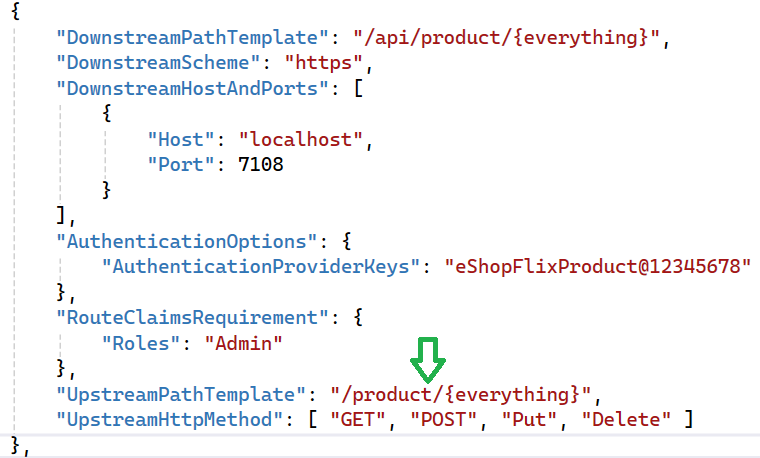 {
"DownstreamPathTemplate": "/api/product/{everything}",
"DownstreamScheme": "https",
"DownstreamHostAndPorts": [
{
"Host": "localhost",
"Port": 7108
}
],
"AuthenticationOptions": {
"AuthenticationProviderKeys": "eShopFlixProduct@12345678"
},
"RouteClaimsRequirement": {
"Roles": "Admin"
},
"UpstreamPathTemplate": "/product/{everything}",
"UpstreamHttpMethod": [ "GET", "POST", "Put", "Delete" ]
},